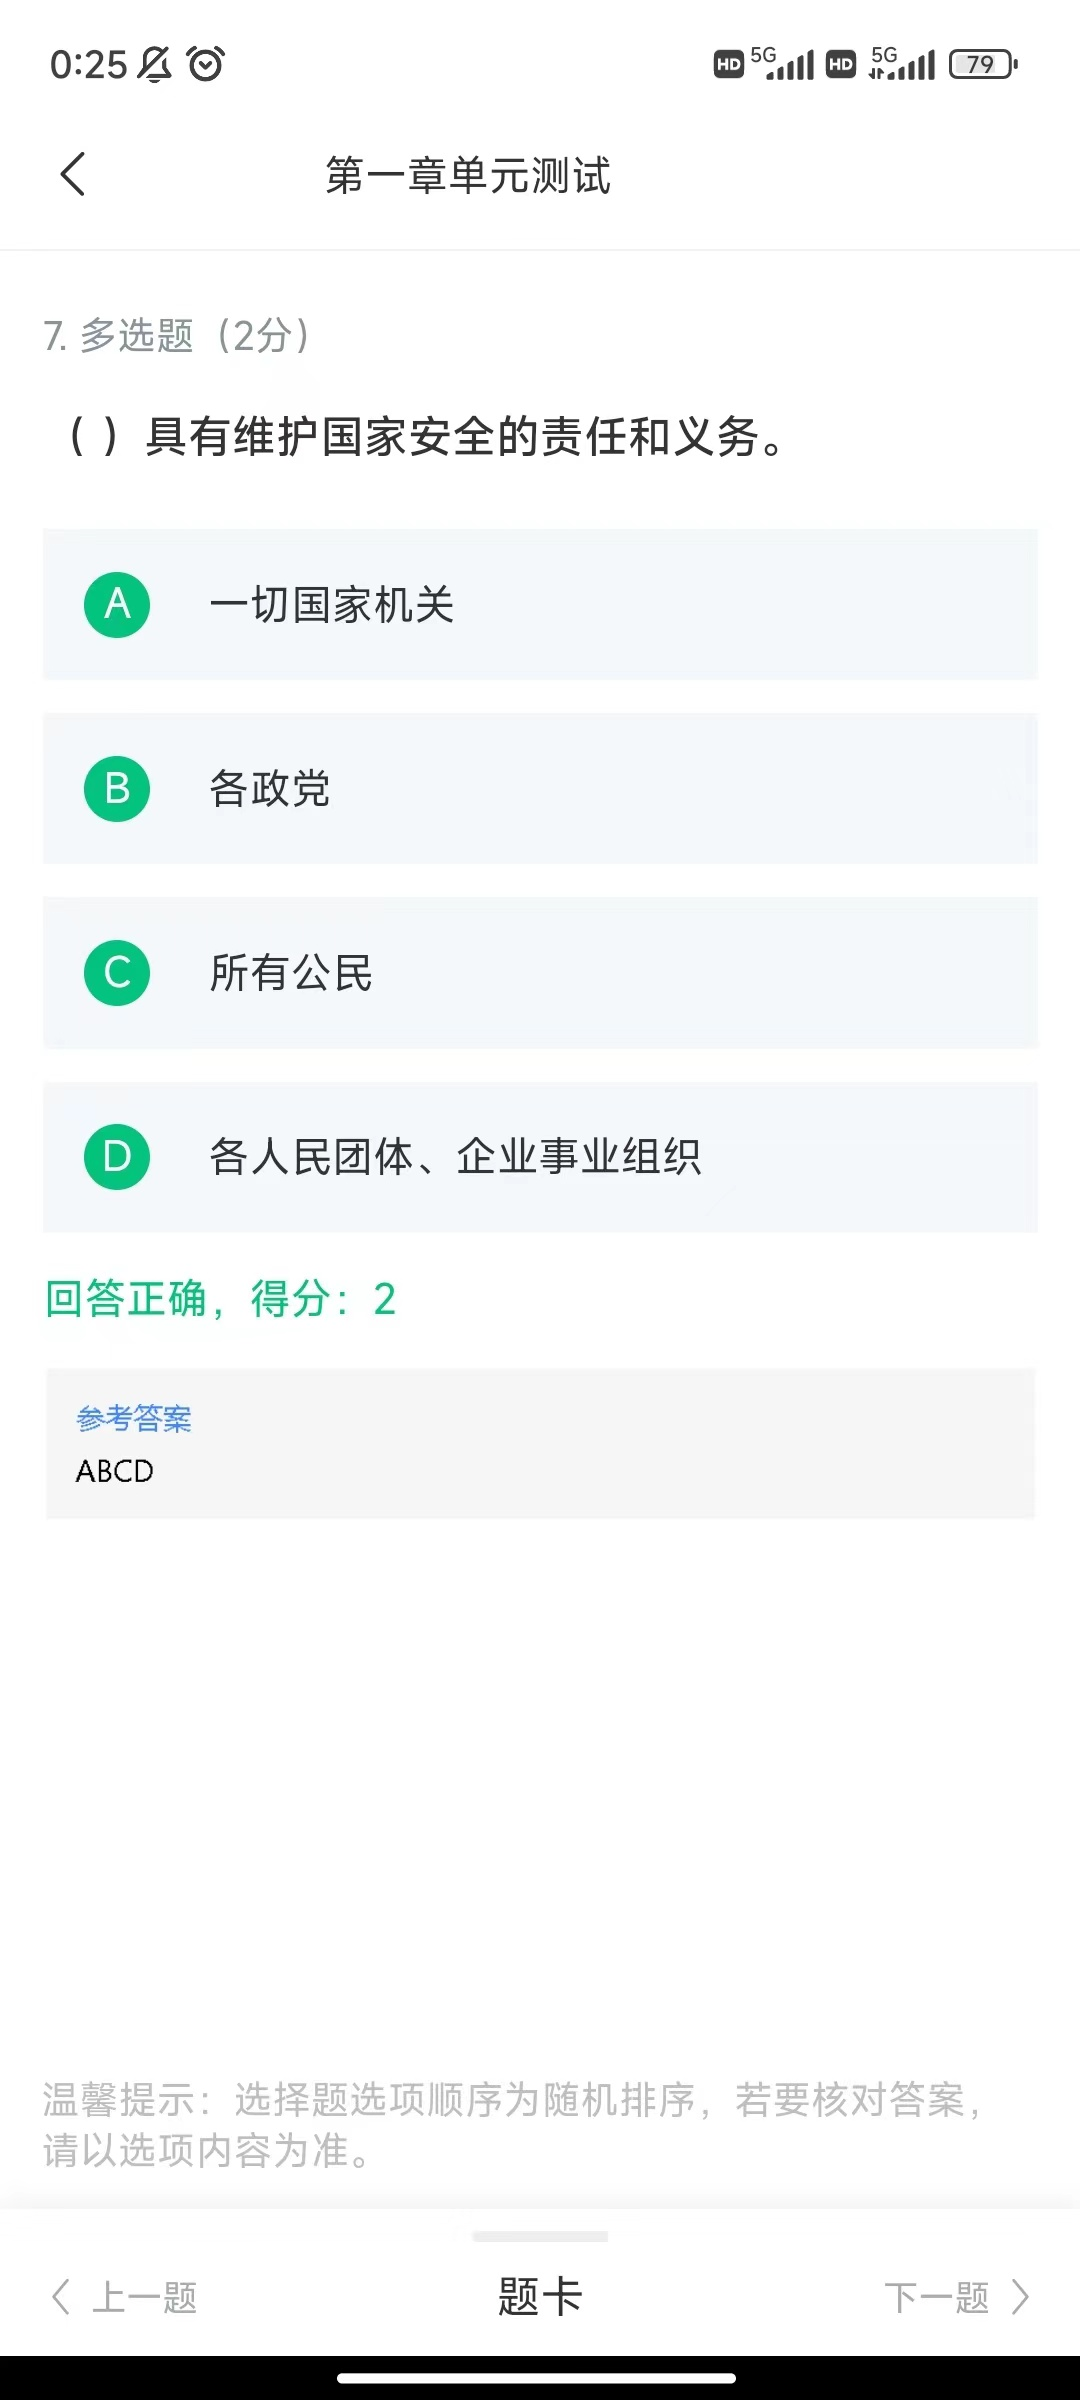 0:25 HD 5G HD 5G 79
第一章单元测试
7. 多选题（2分）
（ ）具有维护国家安全的责任和义务。
A 一切国家机关
B 各政党
C 所有公民
D 各人民团体、企业事业组织
回答正确，得分：2
参考答案
ABCD
温馨提示：选择题选项顺序为随机排序，若要核对答案，
请以选项内容为准。
上一题 题卡 下一题